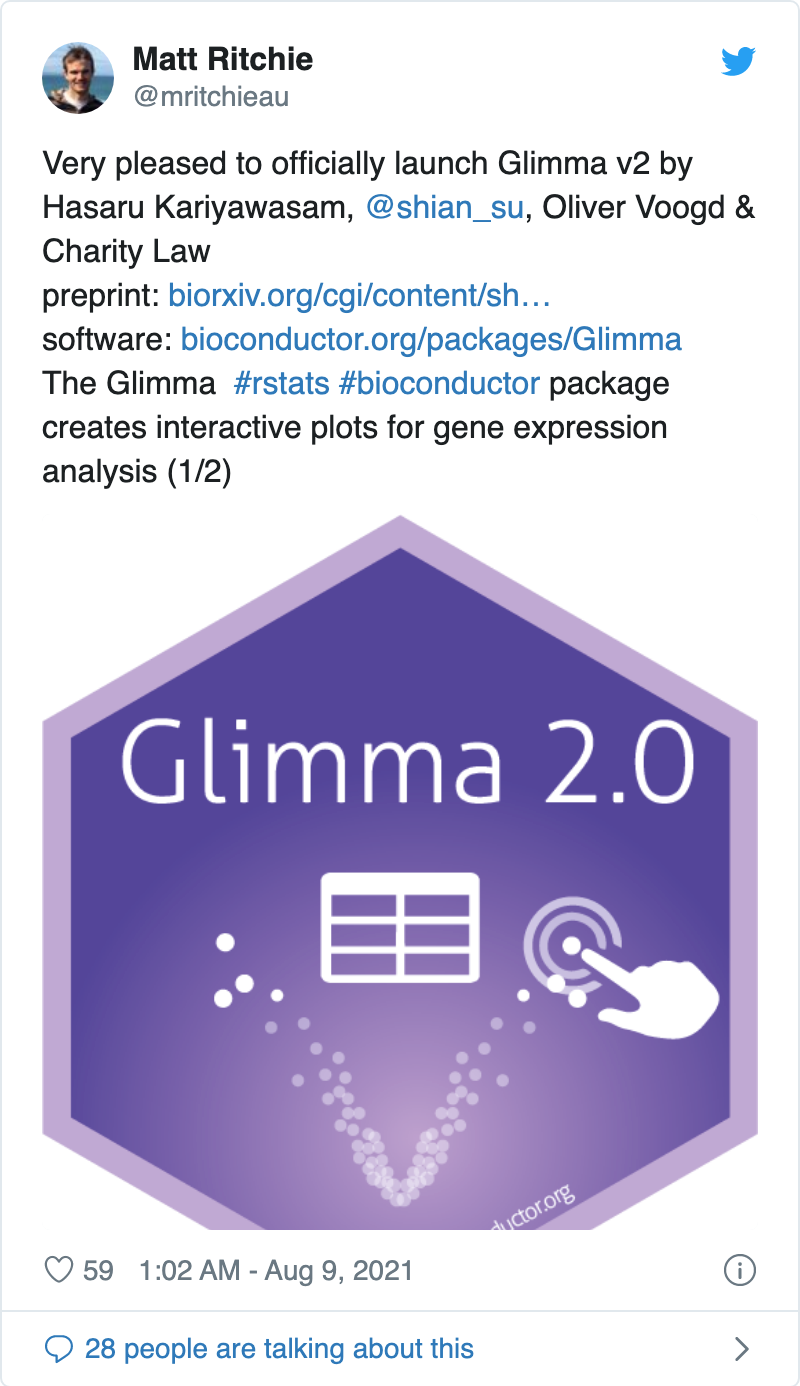 Matt Ritchie
@mritchieau
Very pleased to officially launch Glimma v2 by
Hasaru Kariyawasam, @shian_su, Oliver Voogd &
Charity Law
preprint: biorxiv.org/cgi/content/sh…
software: bioconductor.org/packages/Glimma
The Glimma  #rstats #bioconductor package
creates interactive plots for gene expression
analysis (1/2)
Glimma 2.0
ductor.org
59 1:02 AM - Aug 9, 2021
28 people are talking about this